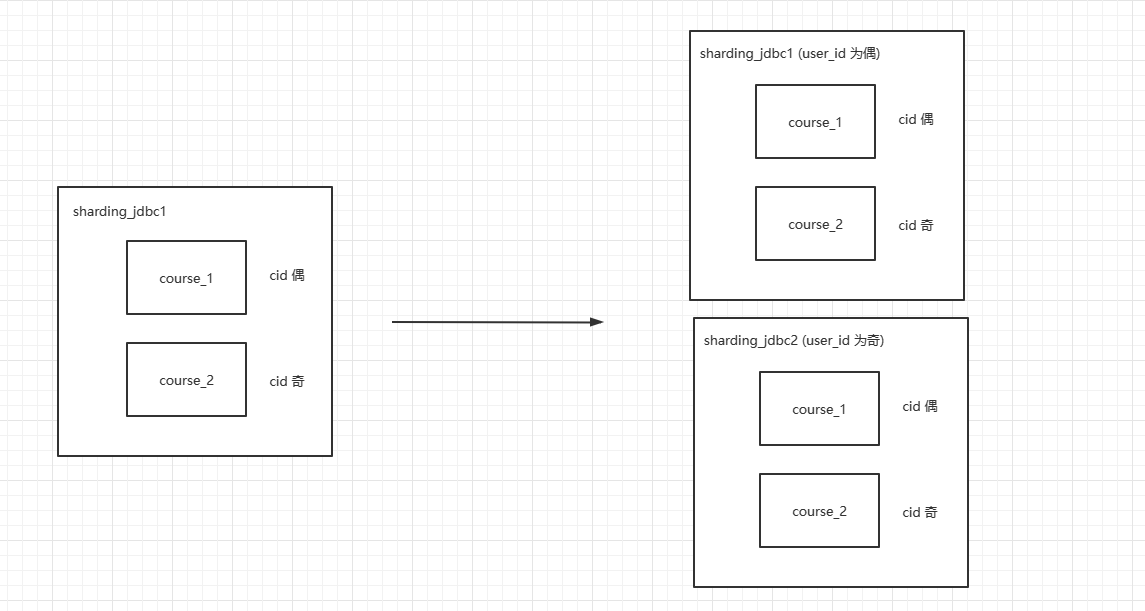 sharding_jdbc1
course_1
cid 偶
course_2
cid 奇
sharding_jdbc1 (user_id 为偶)
course_1
cid 偶
course_2
cid 奇
sharding_jdbc2 (user_id 为奇)
course_1
cid 偶
course_2
cid 奇